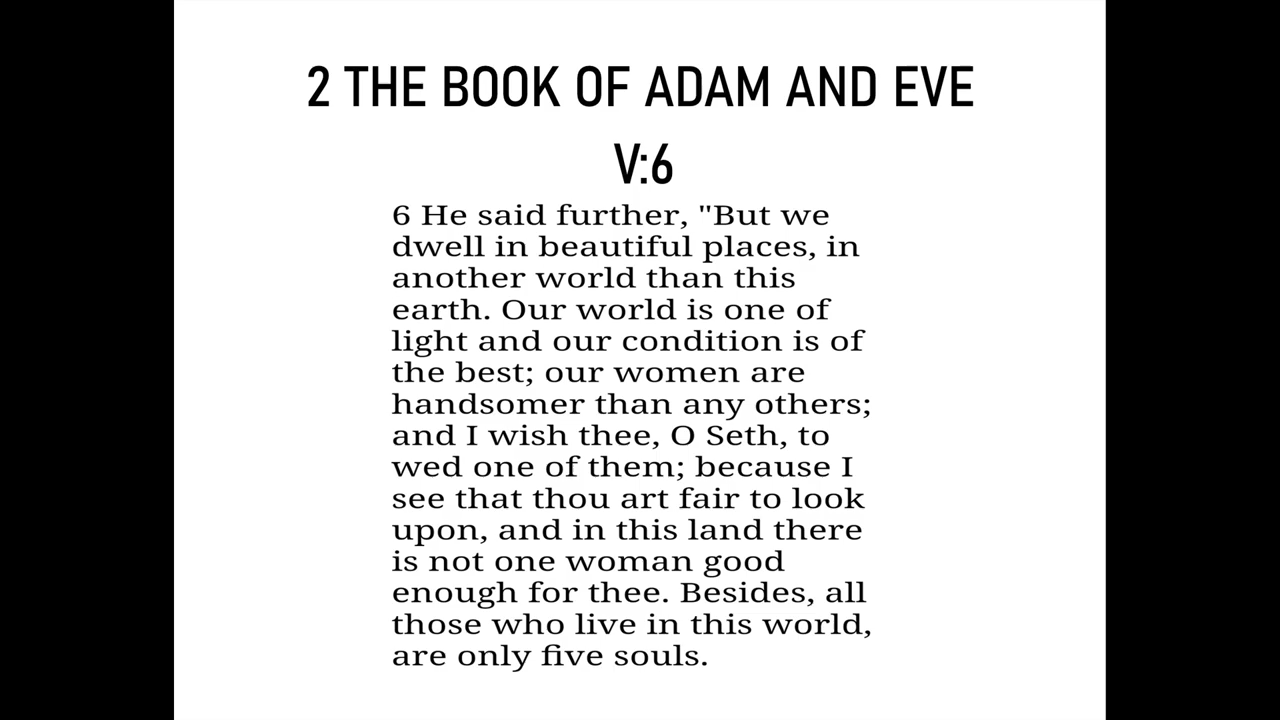 2 THE BOOK OF ADAM AND EVE
V:6
6 He said further, "But we
dwell in beautiful places, in
another world than this
earth. Our world is one of
light and our condition is of
the best; our women are
handsomer than any others;
and I wish thee, O Seth, to
wed one of them; because I
see that thou art fair to look
upon, and in this land there
is not one woman good
enough for thee. Besides, all
those who live in this world,
are only five souls.